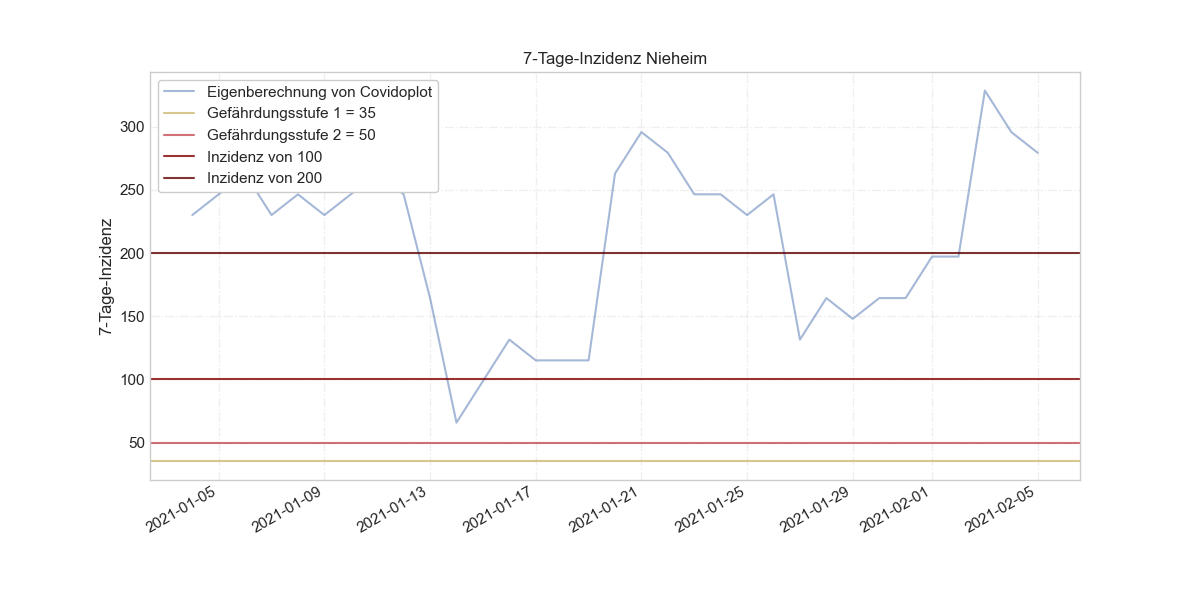 7-Tage-Inzidenz Nieheim
Eigenberechnung von Covidoplot
Gefährdungsstufe 1 = 35
Gefährdungsstufe 2 = 50
Inzidenz von 100
Inzidenz von 200
7-Tage-Inzidenz
300
250
200
150
100
50
2021-01-05
2021-01-09
2021-01-13
2021-01-17
2021-01-21
2021-01-25
2021-01-29
2021-02-01
2021-02-05